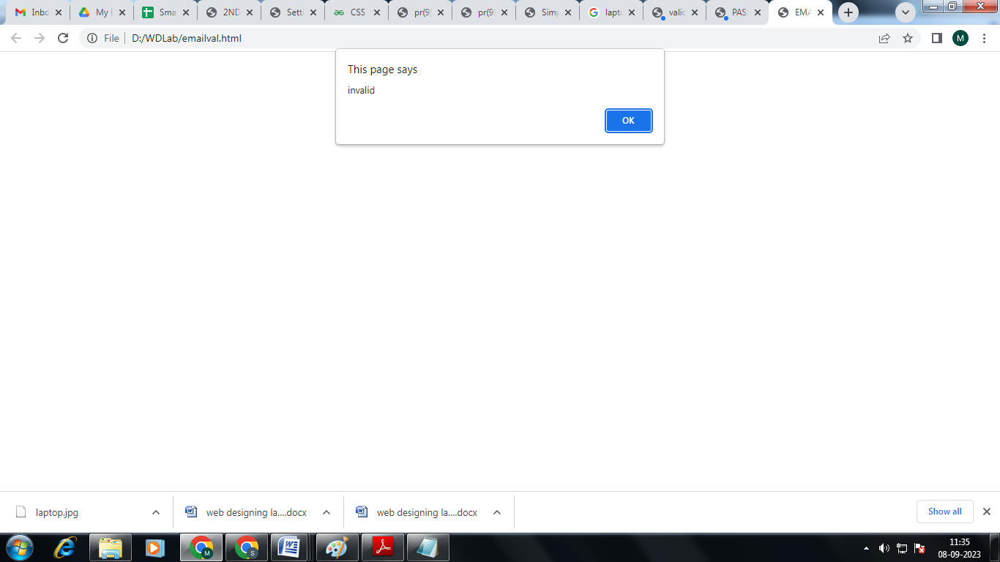 Inbo
My D
Sma
2ND
Sett
CSS
pr(9
pr(9
Simp
lapt
valid
PAS
EMA
File
D:/WDLab/emailval.html
M
This page says
invalid
OK
laptop.jpg
web designing la....docx
web designing la....docx
Show all
M
S
11:35
08-09-2023